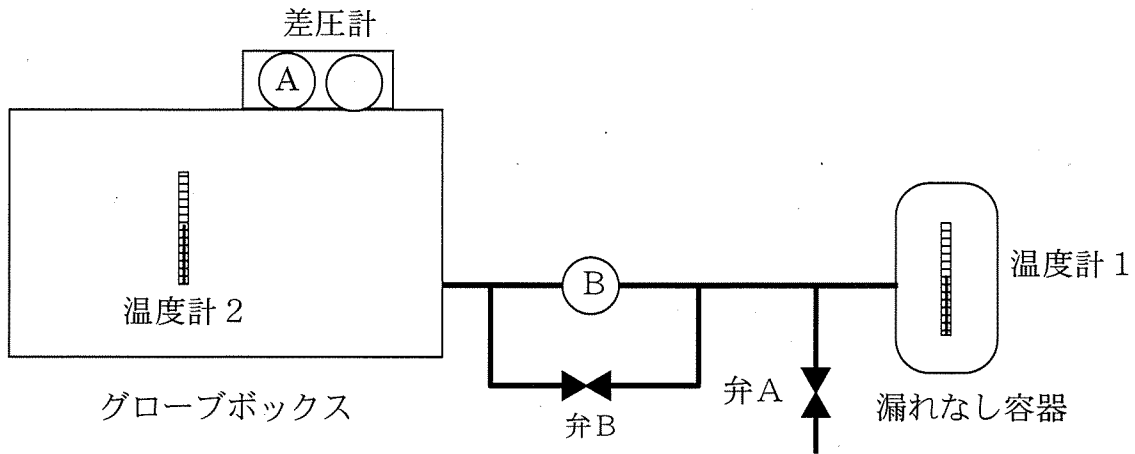 差圧計
A
B
温度計1
温度計2
グローブボックス
弁B
弁A
漏れなし容器